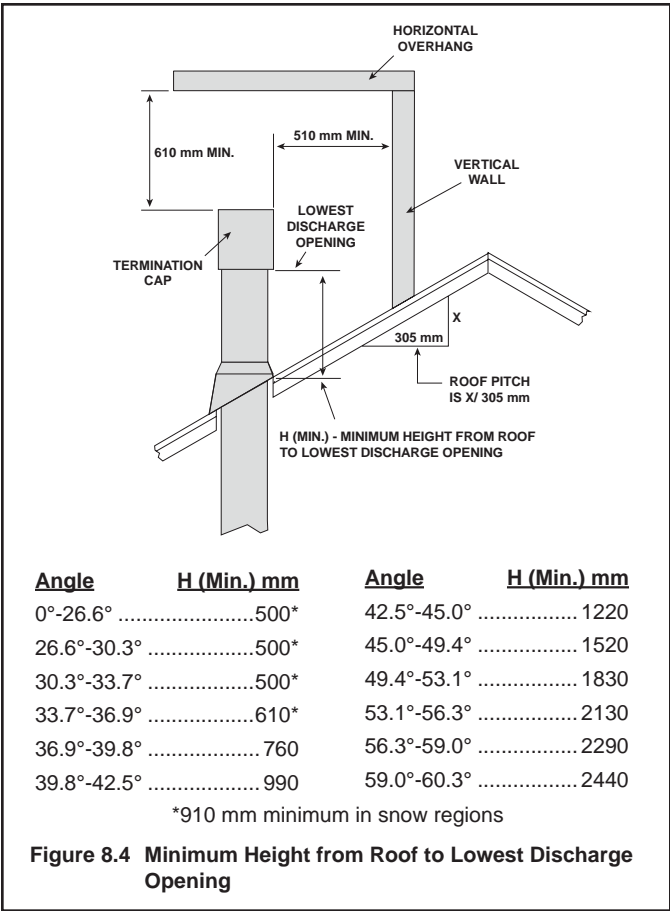 HORIZONTAL
OVERHANG
510 mm MIN.
610 mm MIN.
VERTICAL
WALL
LOWEST
DISCHARGE
OPENING
TERMINATION
CAP
X
305 mm
ROOF PITCH
IS X/ 305 mm
H (MIN.) - MINIMUM HEIGHT FROM ROOF
TO LOWEST DISCHARGE OPENING
Angle H (Min.) mm
0°-26.6° .......................500*
26.6°-30.3° ..................500*
30.3°-33.7° ..................500*
33.7°-36.9° ..................610*
36.9°-39.8° ................... 760
39.8°-42.5° ................... 990
Angle H (Min.) mm
42.5°-45.0° ................. 1220
45.0°-49.4° ................. 1520
49.4°-53.1° ................. 1830
53.1°-56.3° ................. 2130
56.3°-59.0° ................. 2290
59.0°-60.3° ................. 2440
*910 mm minimum in snow regions
Figure 8.4 Minimum Height from Roof to Lowest Discharge
Opening